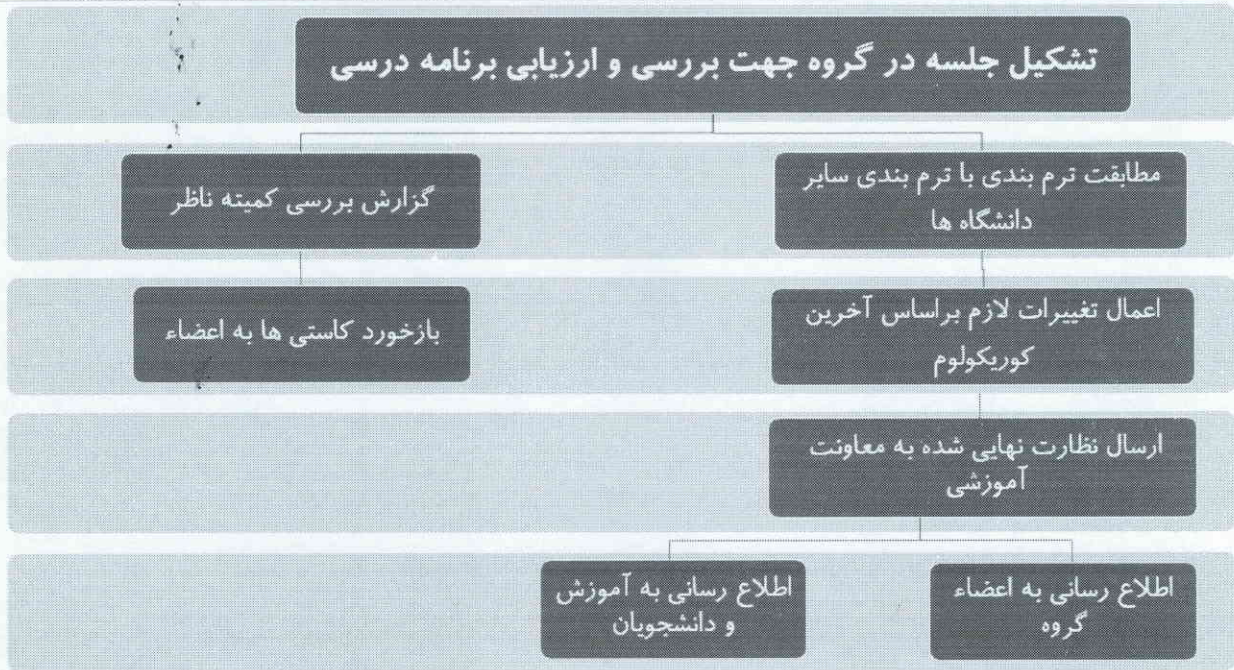 تشکیل جلسه در گروه جهت بررسی و ارزیابی برنامه درسی
مطابقت ترم بندی با ترم بندی سایر
دانشگاه ها
گزارش بررسی کمیته ناظر
اعمال تغییرات لازم براساس آخرین
کوریکولوم
بازخورد کاستی ها به اعضاء
ارسال نظارت نهایی شده به معاونت
آموزشی
اطلاع رسانی به اعضاء
گروه
اطلاع رسانی به آموزش
و دانشجویان